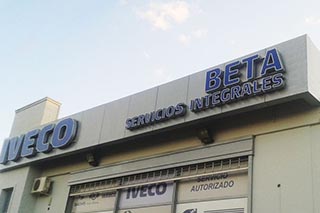 IVECO
BETA
SERVICIOS INTEGRALES
IVECO
SERVICIO
AUTORIZADO